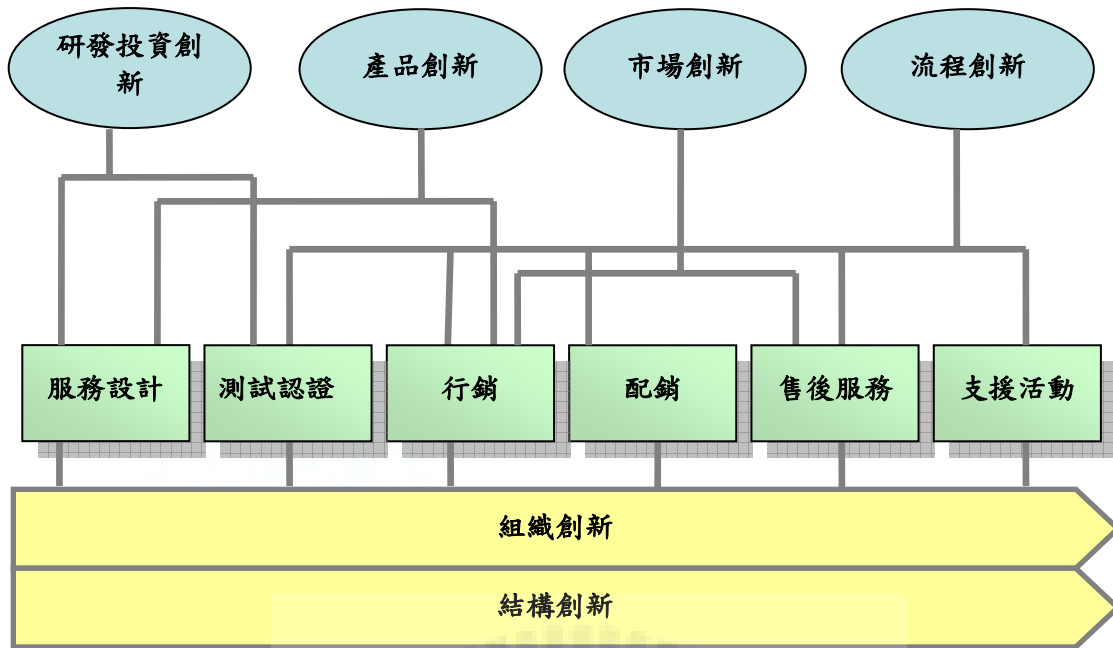 研發投資創
新
產品創新
市場創新
流程創新
服務設計
測試認證
行銷
配銷
售後服務
支援活動
組織創新
結構創新